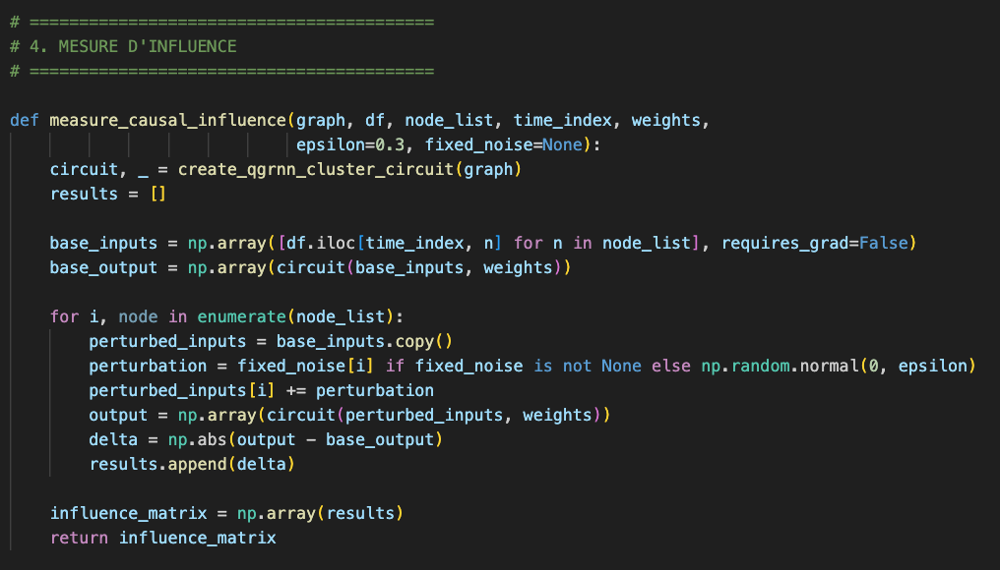 # =========================================
# 4. MESURE D'INFLUENCE
# =========================================
def measure_causal_influence(graph, df, node_list, time_index, weights,
                             epsilon=0.3, fixed_noise=None):
    circuit, _ = create_qgrnn_cluster_circuit(graph)
    results = []

    base_inputs = np.array([df.iloc[time_index, n] for n in node_list], requires_grad=False)
    base_output = np.array(circuit(base_inputs, weights))

    for i, node in enumerate(node_list):
        perturbed_inputs = base_inputs.copy()
        perturbation = fixed_noise[i] if fixed_noise is not None else np.random.normal(0, epsilon)
        perturbed_inputs[i] += perturbation
        output = np.array(circuit(perturbed_inputs, weights))
        delta = np.abs(output - base_output)
        results.append(delta)

    influence_matrix = np.array(results)
    return influence_matrix